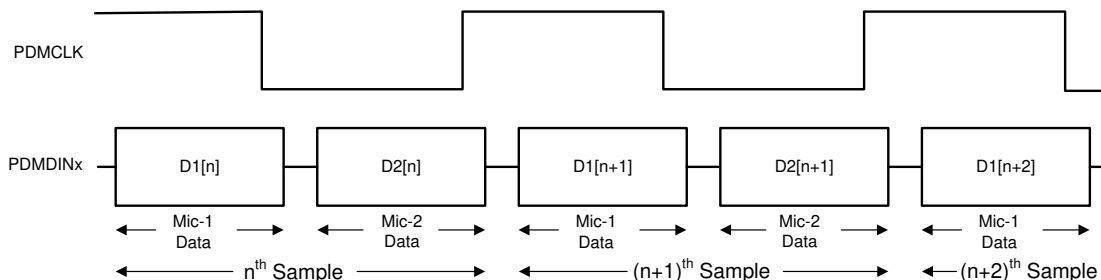 PDMCLK
PDMDINx
D1[n]
D2[n]
D1[n+1]
D2[n+1]
D1[n+2]
Mic-1
Data
Mic-2
Data
Mic-1
Data
Mic-2
Data
Mic-1
Data
nth Sample
(n+1)th Sample
(n+2)th Sample